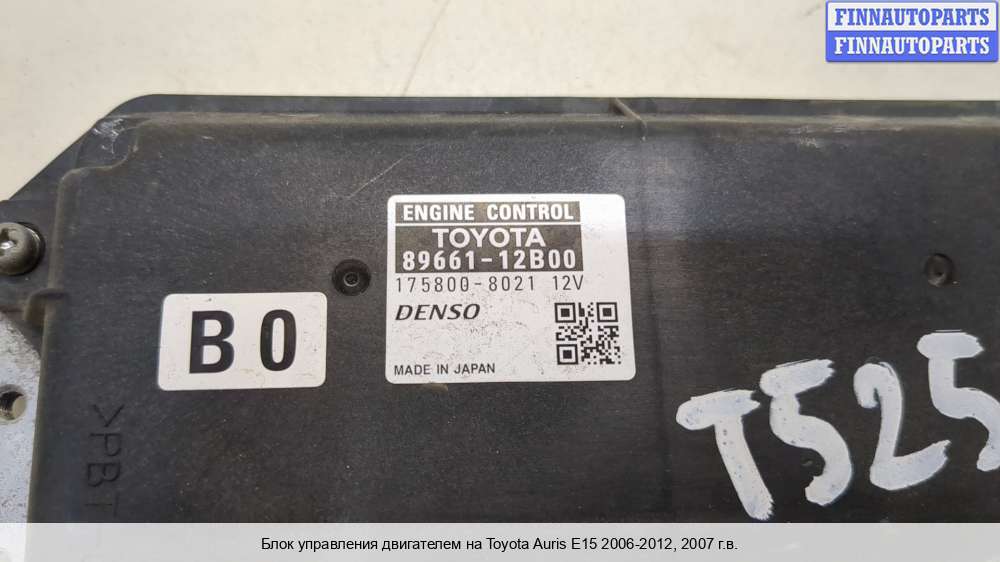 FINNAUTOPARTS
FINNAUTOPARTS
ENGINE CONTROL
TOYOTA
89661-12B00
175800-8021 12V
DENSO
MADE IN JAPAN
B0
T525
>PBT
Блок управления двигателем на Toyota Auris E15 2006-2012, 2007 г.в.